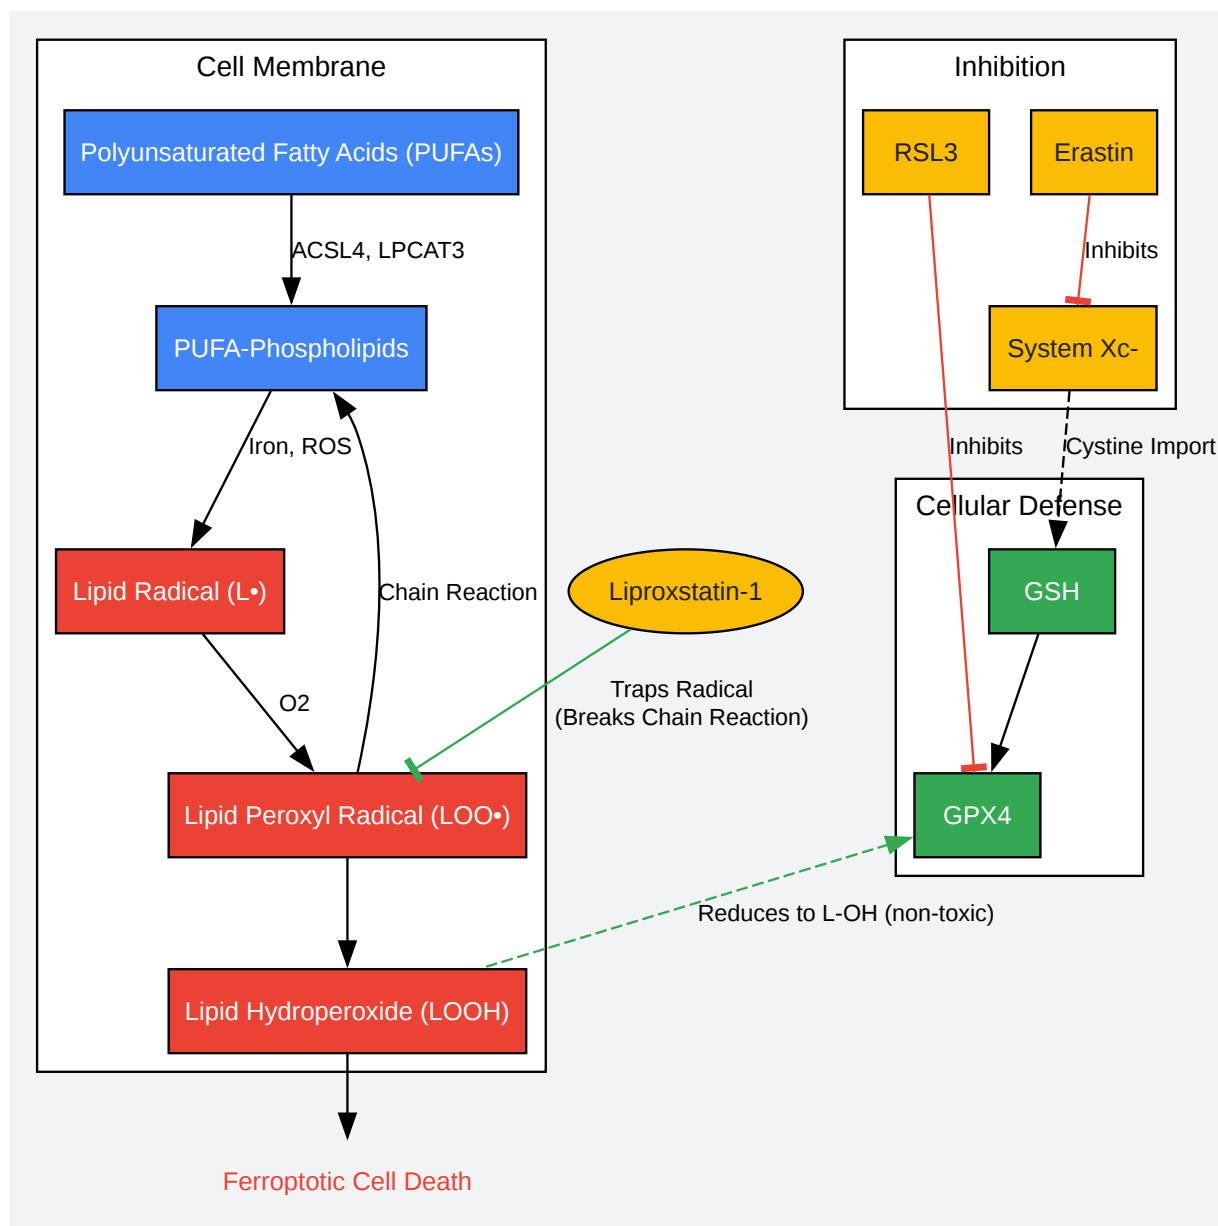 Cell Membrane
Polyunsaturated Fatty Acids (PUFAs)
ACSL4, LPCAT3
PUFA-Phospholipids
Iron, ROS
Lipid Radical (L•)
Chain Reaction
O2
Lipid Peroxyl Radical (LOO•)
Lipid Hydroperoxide (LOOH)
Ferroptotic Cell Death
Liproxstatin-1
Traps Radical
(Breaks Chain Reaction)
Reduces to L-OH (non-toxic)
Inhibition
RSL3
Erastin
Inhibits
System Xc-
Inhibits
Cystine Import
Cellular Defense
GSH
GPX4